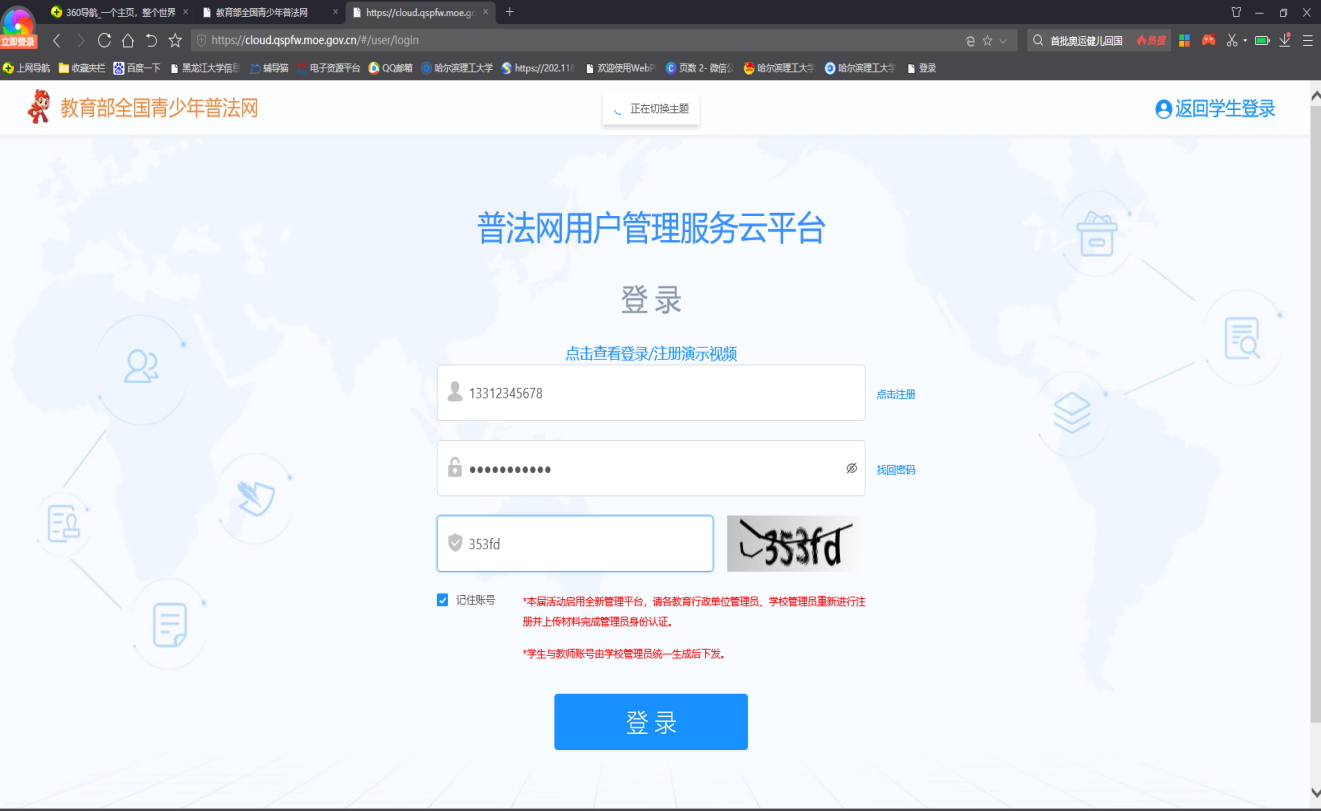 360导航_一个主页，整个世界
教育部全国青少年普法网
https://cloud.qspfw.moe.gc
立即登录
https://cloud.qspfw.moe.gov.cn/#/user/login
首批奥运健儿回国
热搜
上网导航 收藏夹栏 百度一下 黑龙江大学信息 辅导猫 电子资源平台 QQ邮箱 哈尔滨理工大学 https://202.118 欢迎使用WebP 页数 2- 微信公 哈尔滨理工大学 哈尔滨理工大学 登录
教育部全国青少年普法网
正在切换主题
返回学生登录
普法网用户管理服务云平台
登 录
点击查看登录/注册演示视频
13312345678
点击注册
找回密码
353fd
353fd
记住账号
*本届活动启用全新管理平台，请各教育行政单位管理员、学校管理员重新进行注
册并上传材料完成管理员身份认证。
*学生与教师账号由学校管理员统一生成后下发。
登 录